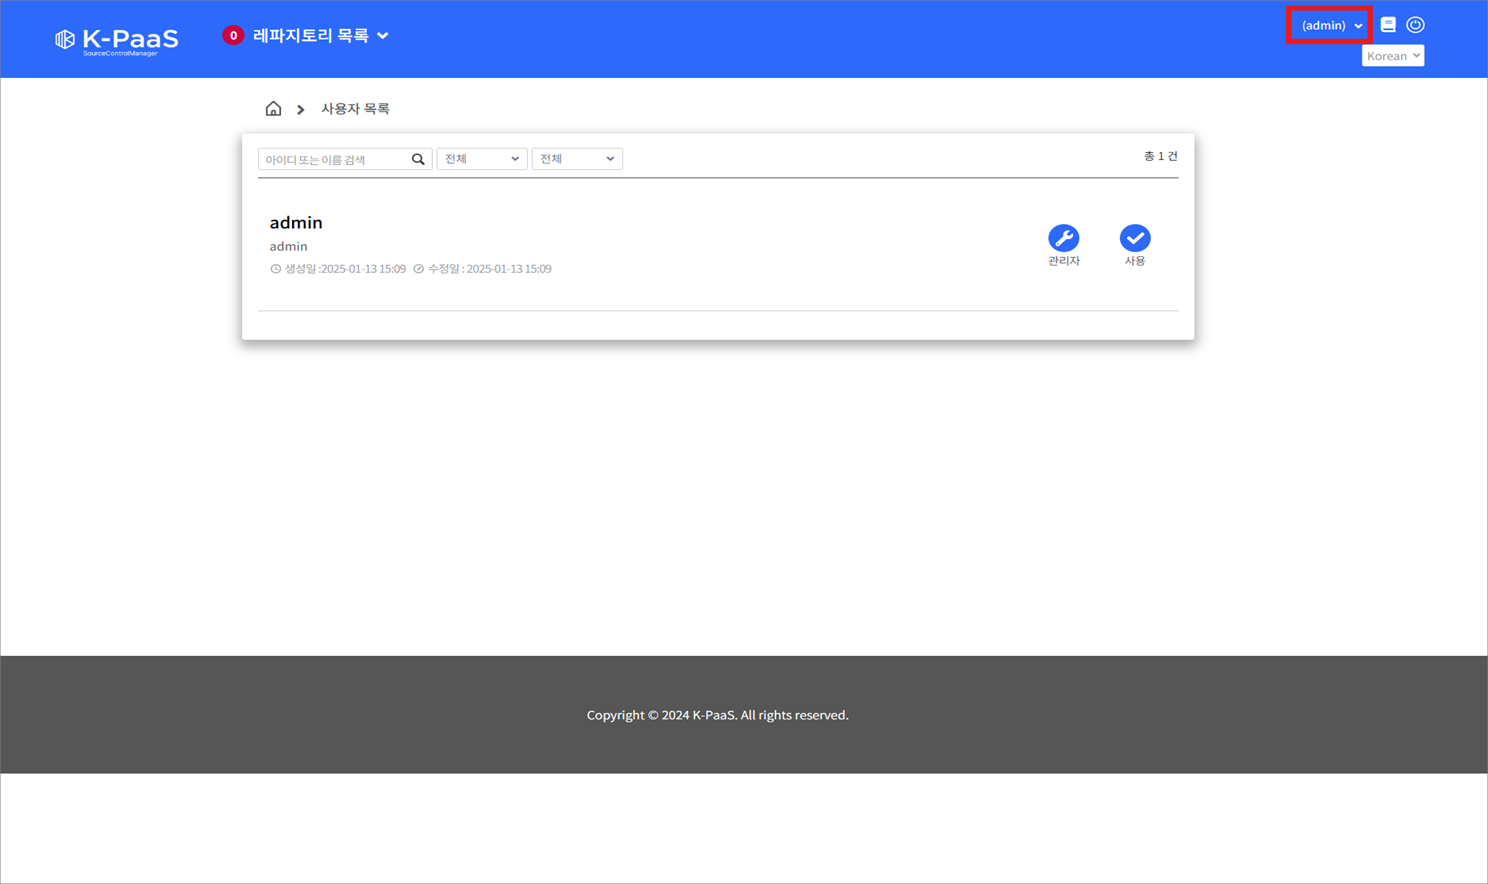 K-PaaS
SourceControlManager
0 레파지토리 목록
(admin)
Korean
사용자 목록
아이디 또는 이름 검색 전체 전체 총 1 건
admin
admin
생성일 :2025-01-13 15:09 수정일 : 2025-01-13 15:09
관리자 사용
Copyright © 2024 K-PaaS. All rights reserved.